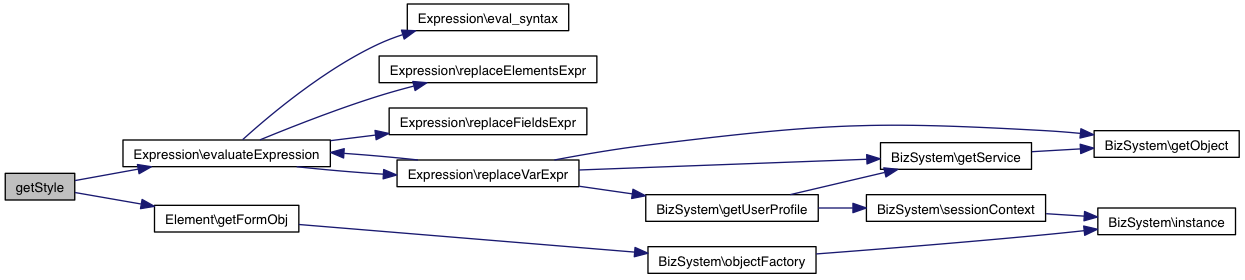 Expression\eval_syntax
Expression\replaceElementsExpr
Expression\replaceFieldsExpr
Expression\evaluateExpression
BizSystem\getService
BizSystem\getObject
Expression\replaceVarExpr
getStyle
BizSystem\getUserProfile
BizSystem\sessionContext
Element\getFormObj
BizSystem\instance
BizSystem\objectFactory